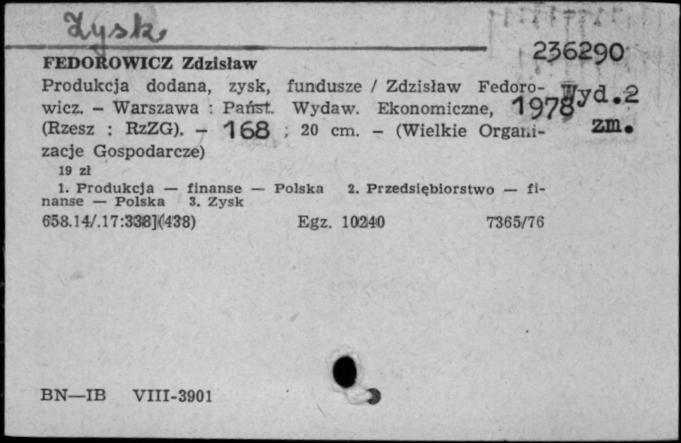 Zysk
236290
FEDOROWICZ Zdzisław
Produkcja dodana, zysk, fundusze / Zdzisław Fedoro-
wicz. – Warszawa : Państ. Wydaw. Ekonomiczne, 1978 Wyd.2
(Rzesz : RzZG). – 168 ; 20 cm. – (Wielkie Organi- zm.
zacje Gospodarcze)
19 zł
1. Produkcja — finanse — Polska 2. Przedsiębiorstwo — fi-
nanse — Polska 3. Zysk
658.14/.17:338](438) Egz. 10240 7365/76
BN—IB VIII-3901